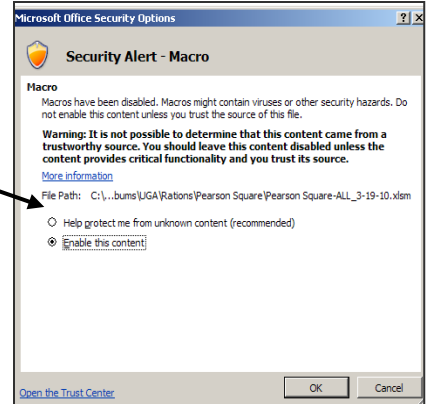 Microsoft Office Security Options
? X
Security Alert - Macro
Macro
Macros have been disabled. Macros might contain viruses or other security hazards. Do
not enable this content unless you trust the source of this file.
Warning: It is not possible to determine that this content came from a
trustworthy source. You should leave this content disabled unless the
content provides critical functionality and you trust its source.
More information
File Path: C:\...bums\UGA\Rations\Pearson Square\Pearson Square-ALL_3-19-10.xlsm
Help protect me from unknown content (recommended)
Enable this content
Open the Trust Center
OK
Cancel